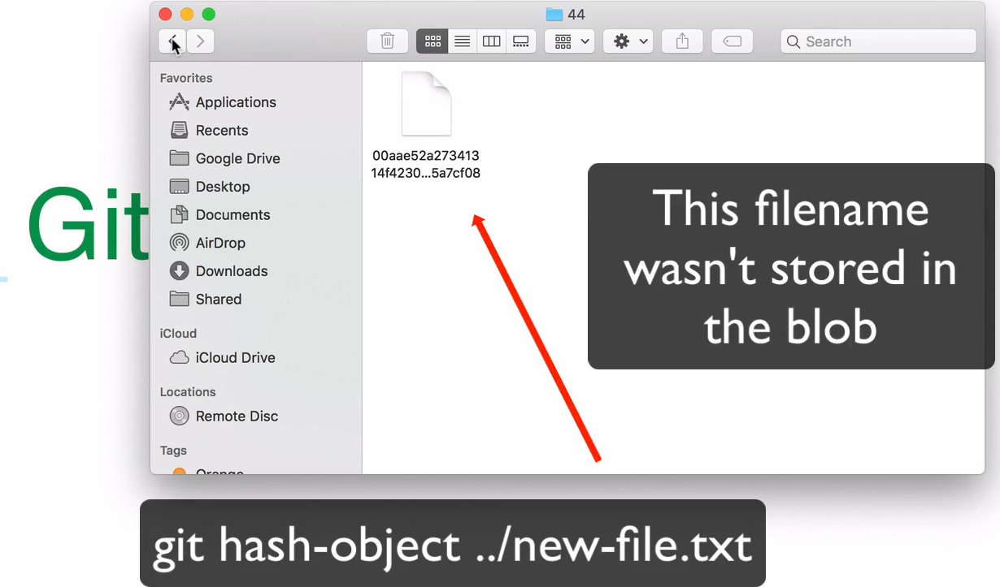 44
Search
Favorites
Applications
Recents
Google Drive
Desktop
Documents
AirDrop
Downloads
Shared
iCloud
iCloud Drive
Locations
Remote Disc
Tags
Orange
00aae52a273413
14f4230...5a7cf08
Git
This filename
wasn't stored in
the blob
git hash-object ../new-file.txt